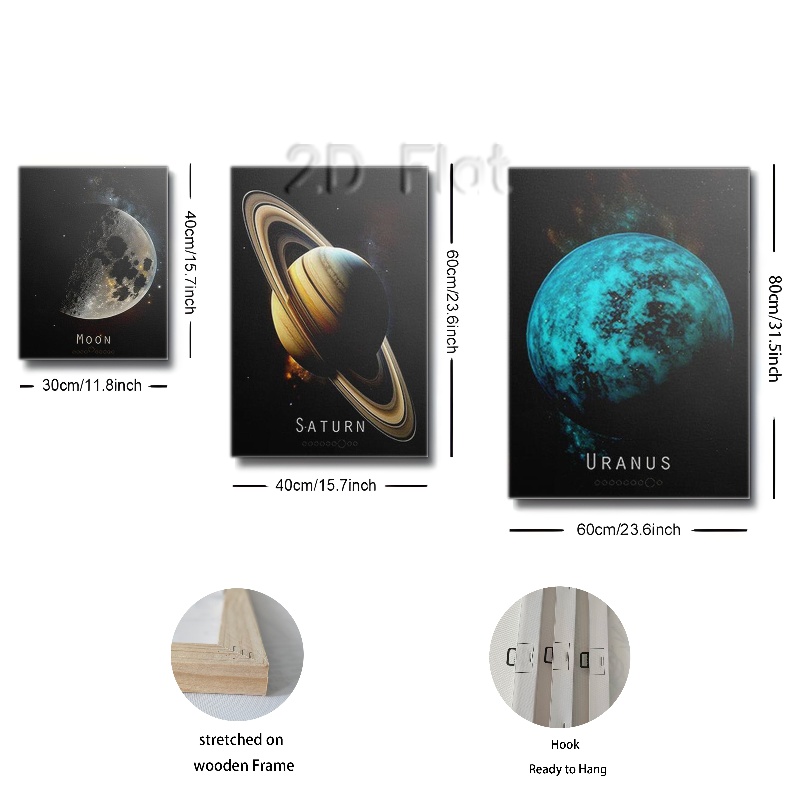 2D Flat
Moon
40cm/15.7inch
30cm/11.8inch
Saturn
60cm/23.6inch
40cm/15.7inch
Uranus
80cm/31.5inch
60cm/23.6inch
stretched on
wooden Frame
Hook
Ready to Hang